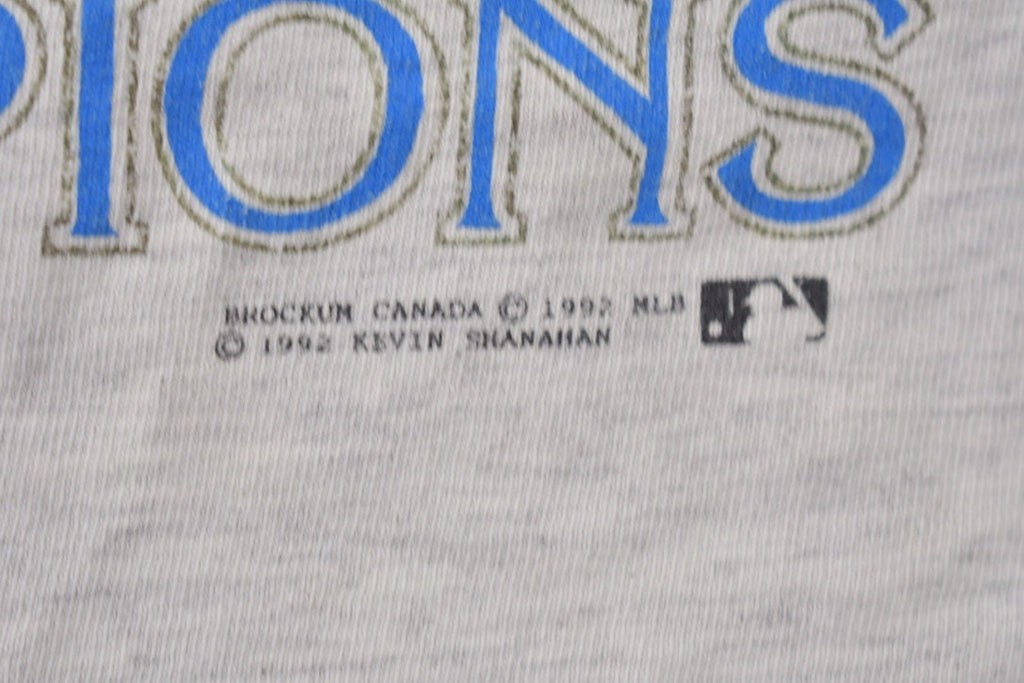 PIONS
BROCKUM CANADA © 1992 MLB
© 1992 KEVIN SHANAHAN